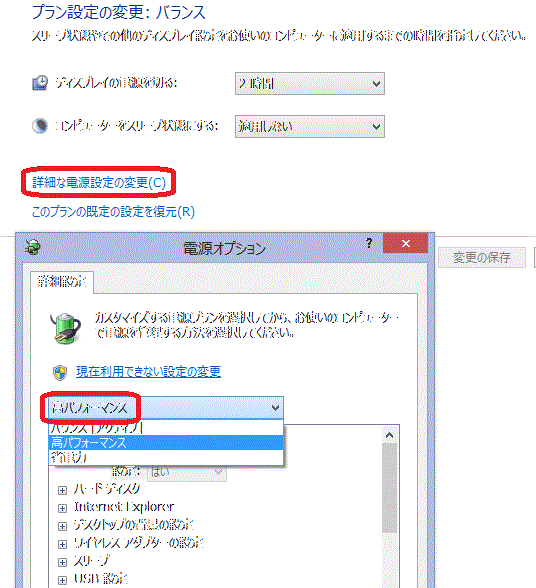 プラン設定の変更: バランス
スリープ状態やその他のディスプレイ設定をお使いのコンピューターに適用するまでの時間を指定してください。
ディスプレイの電源を切る:
2 時間
コンピューターをスリープ状態にする:
適用しない
詳細な電源設定の変更(C)
このプランの既定の設定を復元(R)
変更の保存
電源オプション
?
×
詳細設定
カスタマイズする電源プランを選択してから、お使いのコンピューター
で電源を管理する方法を選択してください。
現在利用できない設定の変更
高パフォーマンス
バランス [アクティブ]
高パフォーマンス
省電力
設定: はい
ハード ディスク
Internet Explorer
デスクトップの背景の設定
ワイヤレス アダプターの設定
スリープ
USB 設定